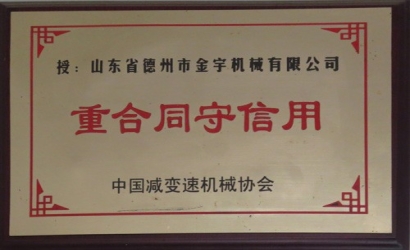 授：山东省德州市金宇机械有限公司
重合同守信用
中国减变速机械协会